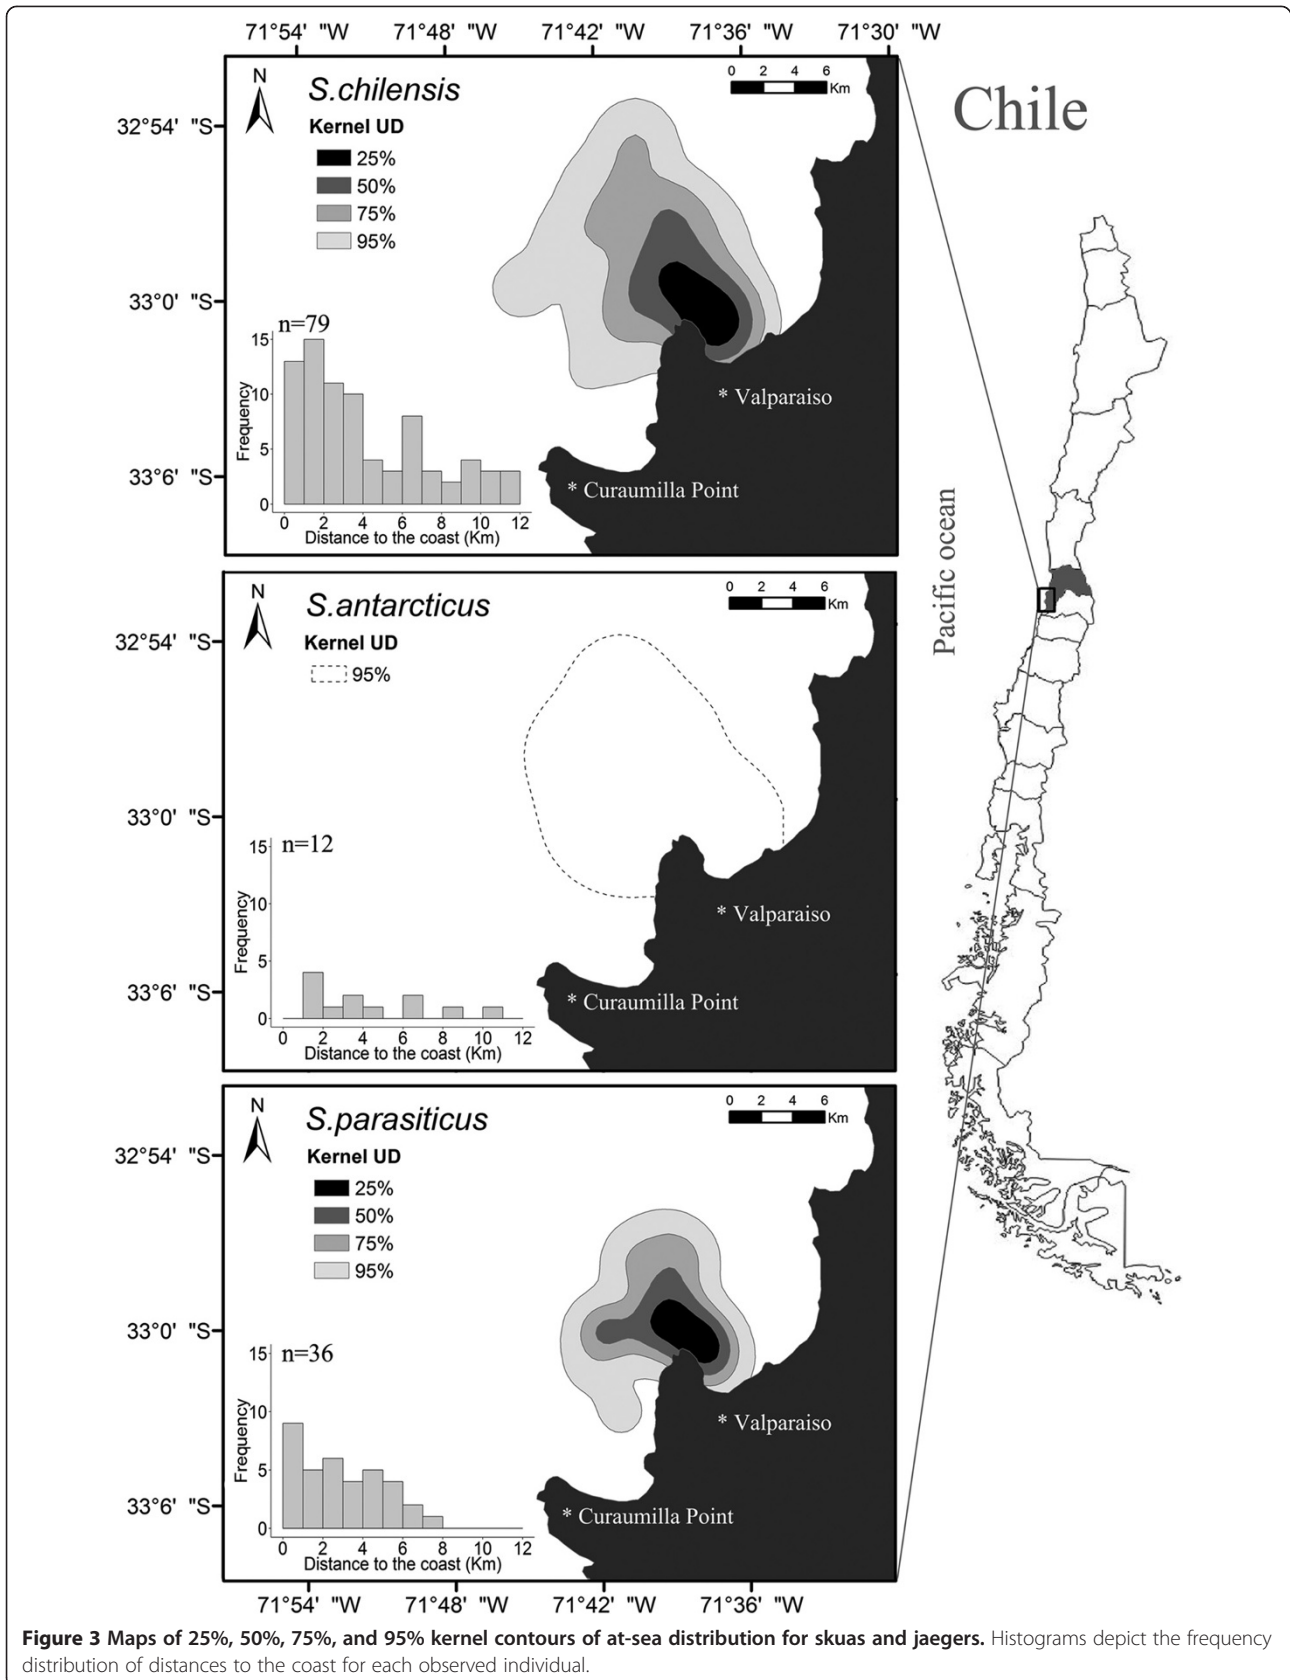 71°54' "W 71°48' "W 71°42' "W 71°36' "W 71°30' "W
Chile
Pacific ocean
N
S.chilensis
Kernel UD
25%
50%
75%
95%
0 2 4 6
Km
32°54' "S
33°0' "S
33°6' "S
n=79
Frequency
15
10
5
0
0 2 4 6 8 10 12
Distance to the coast (Km)
* Valparaiso
* Curaumilla Point
N
S.antarcticus
Kernel UD
95%
0 2 4 6
Km
32°54' "S
33°0' "S
33°6' "S
n=12
Frequency
15
10
5
0
0 2 4 6 8 10 12
Distance to the coast (Km)
* Valparaiso
* Curaumilla Point
N
S.parasiticus
Kernel UD
25%
50%
75%
95%
0 2 4 6
Km
32°54' "S
33°0' "S
33°6' "S
n=36
Frequency
15
10
5
0
0 2 4 6 8 10 12
Distance to the coast (Km)
* Valparaiso
* Curaumilla Point
71°54' "W 71°48' "W 71°42' "W 71°36' "W
Figure 3 Maps of 25%, 50%, 75%, and 95% kernel contours of at-sea distribution for skuas and jaegers. Histograms depict the frequency
distribution of distances to the coast for each observed individual.